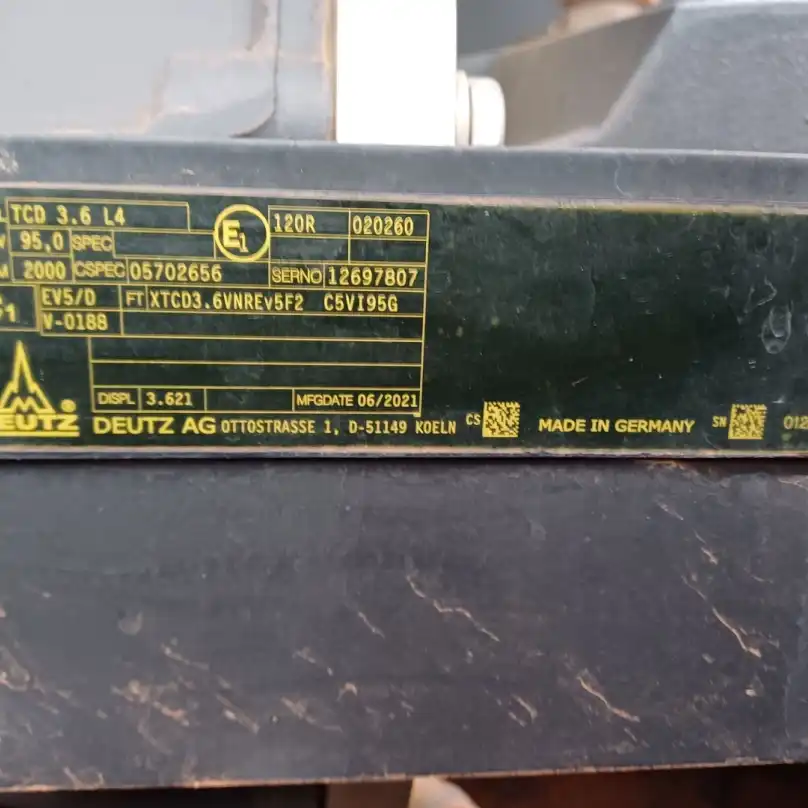 TCD 3.6 L4
E1 120R 020260
95,0 SPEC
2000 CSPEC 05702656 SERNO 12697807
EV5/D FT XTCD3.6VNREv5F2 C5VI95G
V-0188
DISPL 3.621 MFGDATE 06/2021
DEUTZ ® DEUTZ AG OTTOSTRASSE 1, D-51149 KOELN CS MADE IN GERMANY SN 012